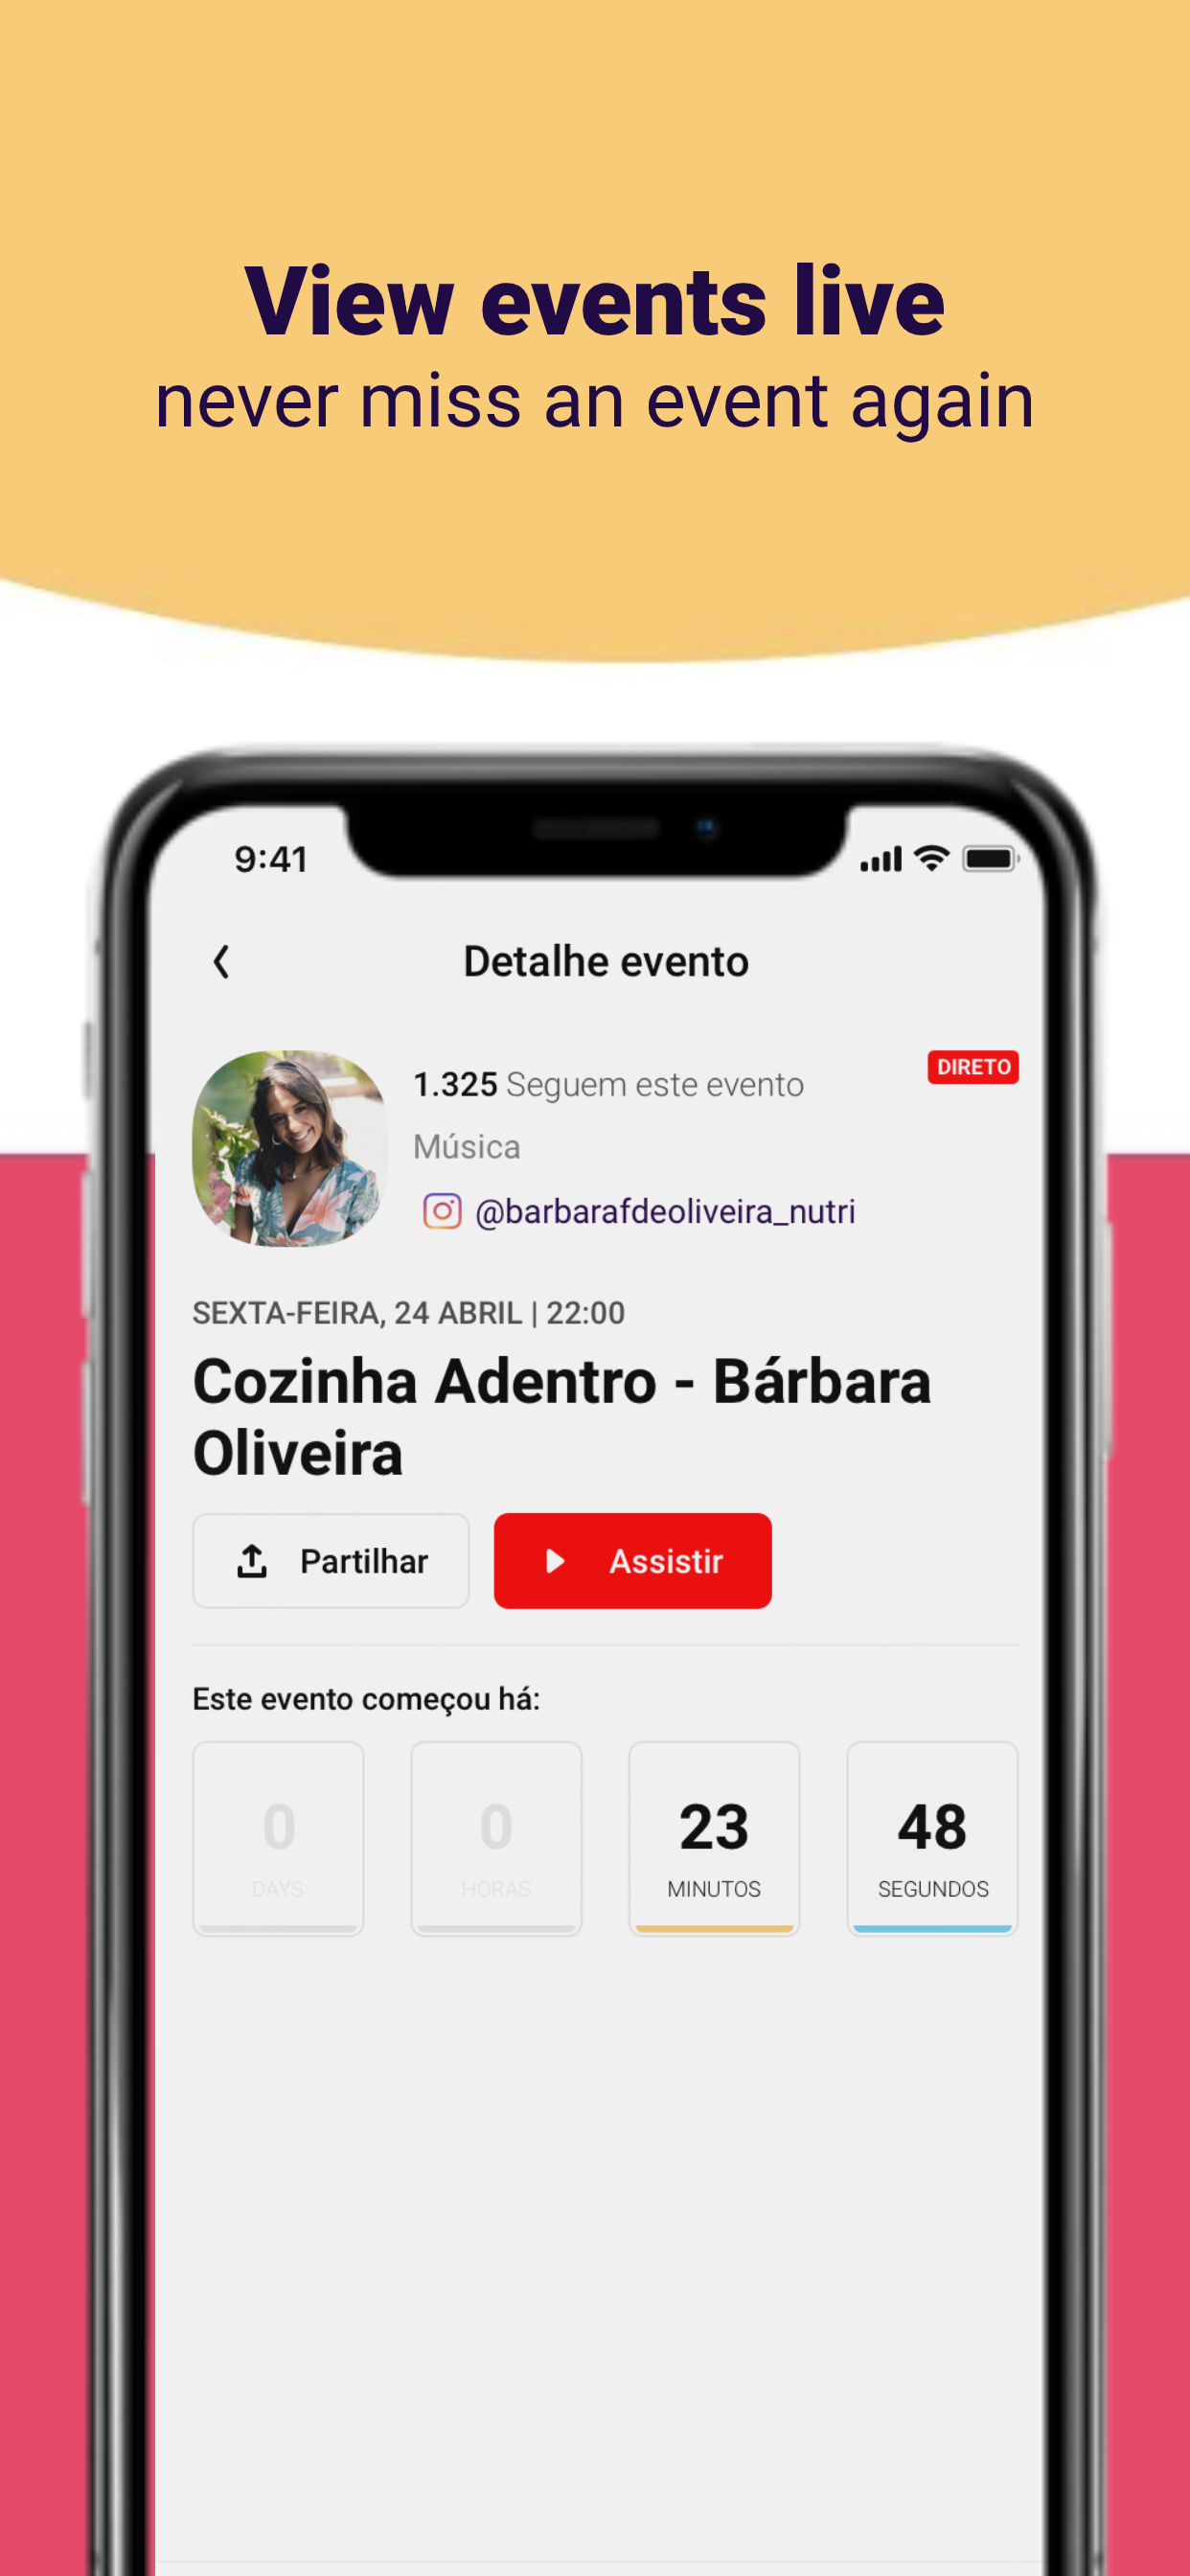 View events live
never miss an event again
9:41
Detalhe evento
1.325 Seguem este evento
DIRETO
Música
@barbarafdeoliveira_nutri
SEXTA-FEIRA, 24 ABRIL | 22:00
Cozinha Adentro - Bárbara
Oliveira
Partilhar
Assistir
Este evento começou há:
0
DAYS
0
HORAS
23
MINUTOS
48
SEGUNDOS